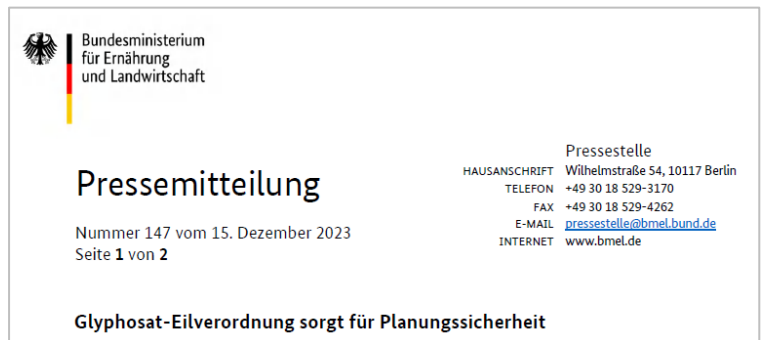 Bundesministerium
für Ernährung
und Landwirtschaft
Pressestelle
HAUSANSCHRIFT Wilhelmstraße 54, 10117 Berlin
TELEFON +49 30 18 529-3170
FAX +49 30 18 529-4262
E-MAIL pressestelle@bmel.bund.de
INTERNET www.bmel.de
Pressemitteilung
Nummer 147 vom 15. Dezember 2023
Seite 1 von 2
Glyphosat-Eilverordnung sorgt für Planungssicherheit